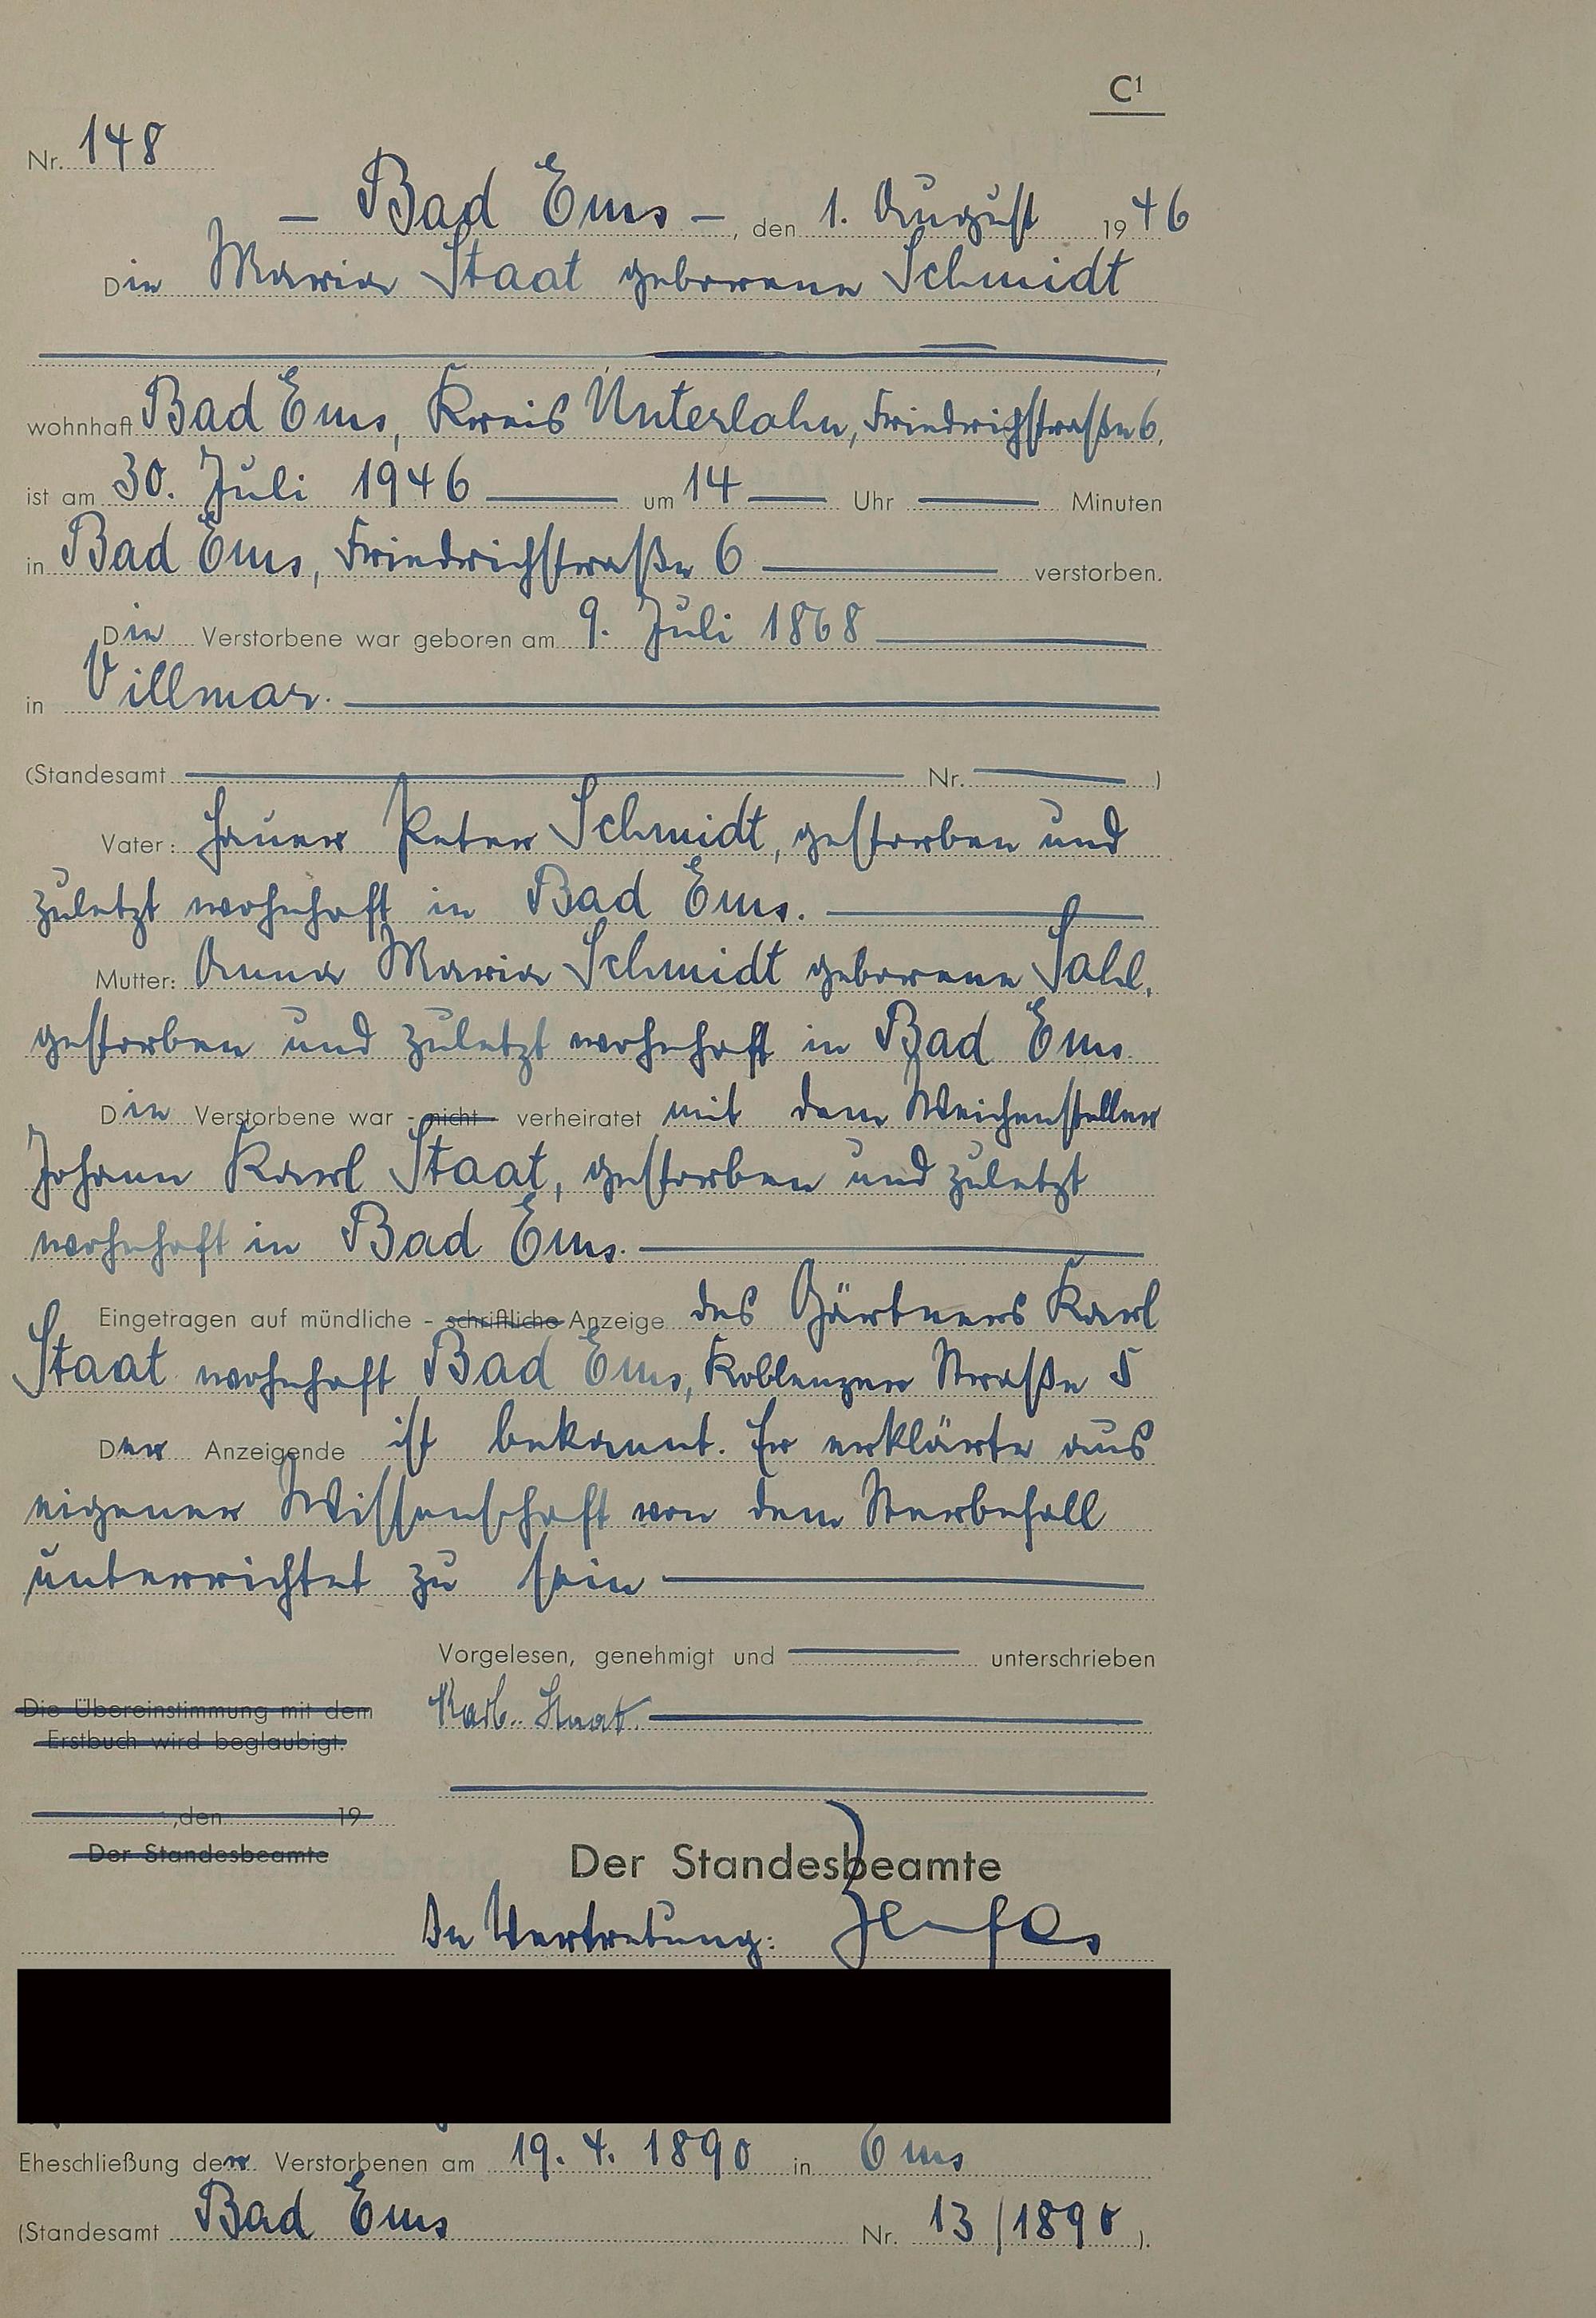 C¹
Nr. 148
— Bad Ems —, den 1. August 1946
Die Maria Staat geborene Schmidt
wohnhaft Bad Ems, Kreis Unterlahn, Friedrichstraße 6,
ist am 30. Juli 1946 um 14 Uhr Minuten
in Bad Ems, Friedrichstraße 6 verstorben.
Die Verstorbene war geboren am 9. Juli 1868
in Villmar.
(Standesamt Nr. )
Vater: Hauer Peter Schmidt, gestorben und
zuletzt wohnhaft in Bad Ems.
Mutter: Anna Maria Schmidt geborene Sahl,
gestorben und zuletzt wohnhaft in Bad Ems.
Die Verstorbene war - nicht - verheiratet mit dem Weichensteller
Johann Karl Staat, gestorben und zuletzt
wohnhaft in Bad Ems.
Eingetragen auf mündliche - schriftliche Anzeige des Gärtners Karl
Staat wohnhaft Bad Ems, Koblenzer Straße 5
Der Anzeigende ist bekannt. Er erklärte aus
eigener Wissenschaft von dem Sterbefall
unterrichtet zu sein
Vorgelesen, genehmigt und unterschrieben
Die Übereinstimmung mit dem
Erstbuch wird beglaubigt.
Karl Staat
, den 19
Der Standesbeamte
Der Standesbeamte
In Vertretung:
Eheschließung der Verstorbenen am 19. 4. 1890 in Ems
(Standesamt Bad Ems Nr. 13/1890).